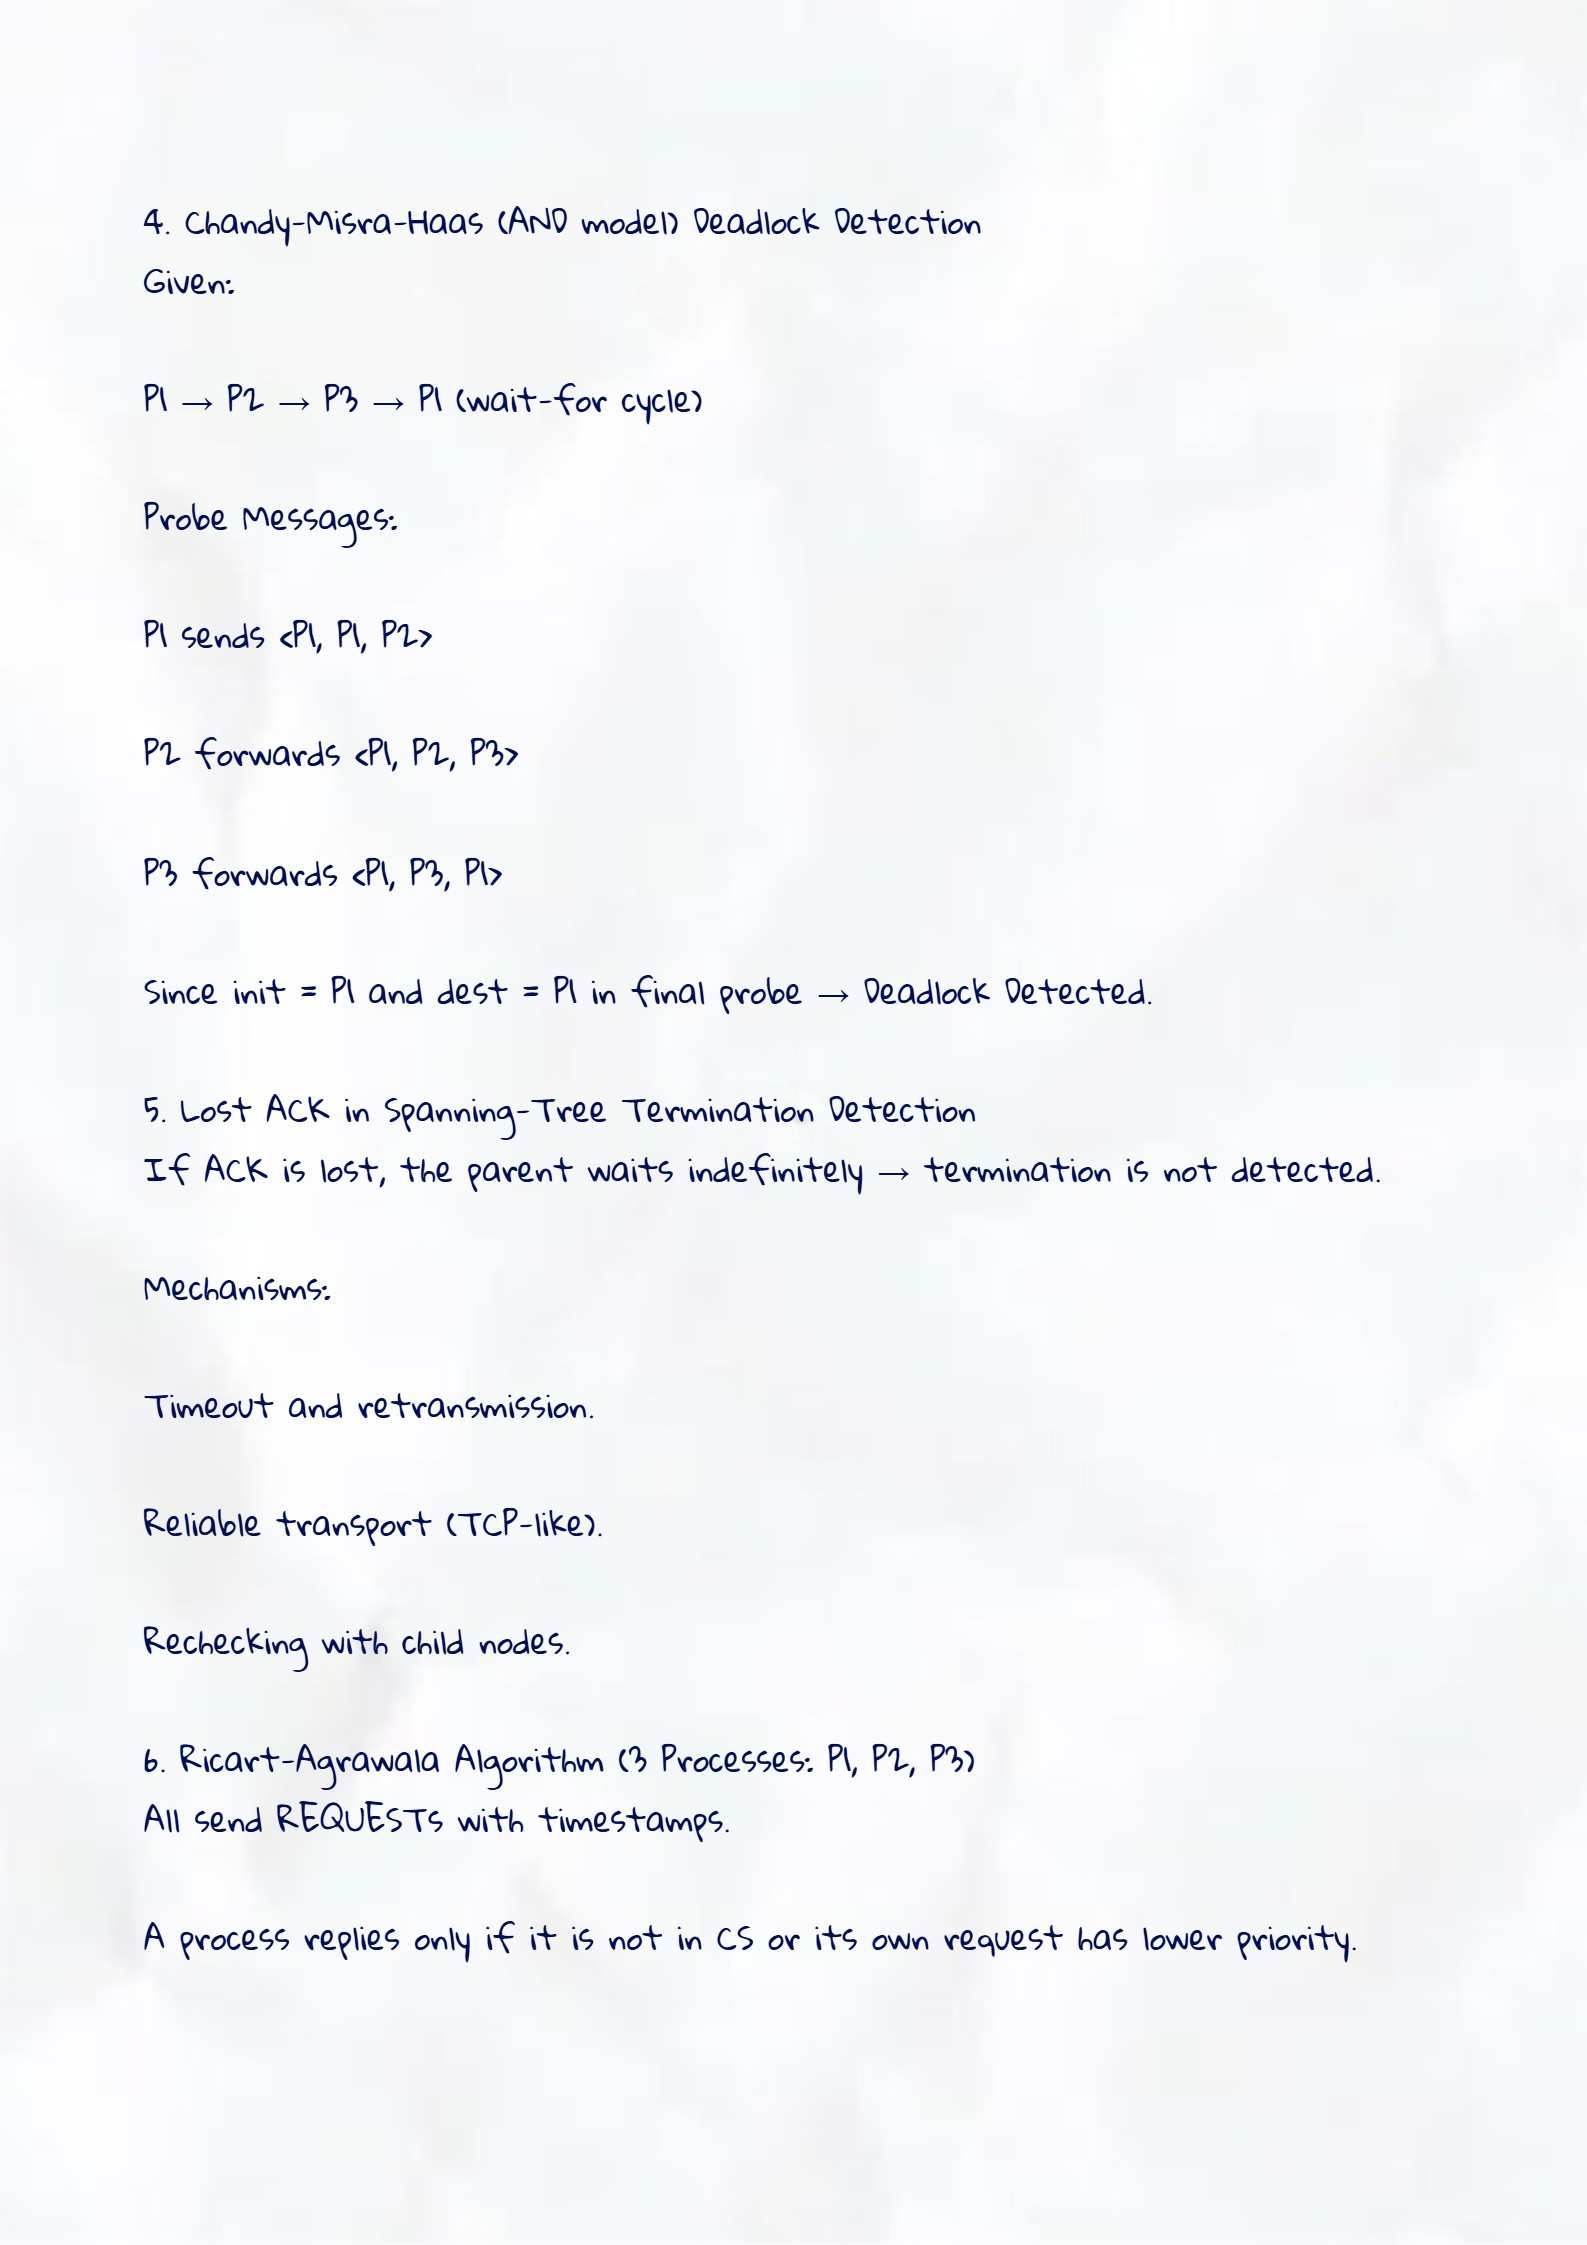 4. Chandy-Misra-Haas (AND model) Deadlock Detection
Given:
P1 → P2 → P3 → P1 (wait-for cycle)
Probe Messages:
P1 sends <P1, P1, P2>
P2 forwards <P1, P2, P3>
P3 forwards <P1, P3, P1>
Since init = P1 and dest = P1 in final probe → Deadlock Detected.
5. Lost ACK in Spanning-Tree Termination Detection
If ACK is lost, the parent waits indefinitely → termination is not detected.
Mechanisms:
Timeout and retransmission.
Reliable transport (TCP-like).
Rechecking with child nodes.
6. Ricart-Agrawala Algorithm (3 Processes: P1, P2, P3)
All send REQUESTs with timestamps.
A process replies only if it is not in CS or its own request has lower priority.